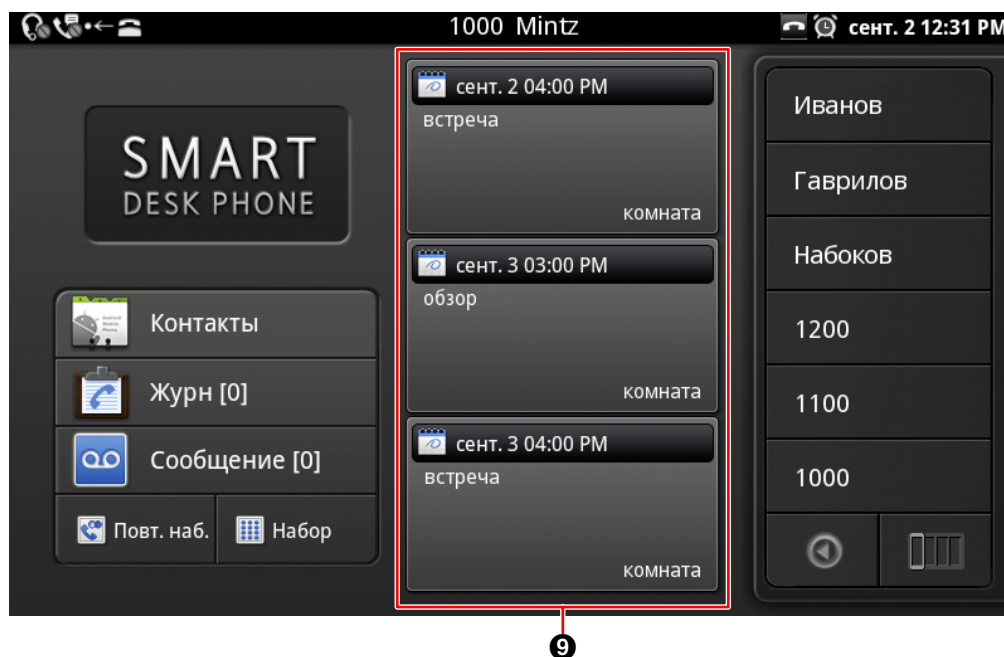 1000 Mintz
сент. 2 12:31 PM
SMART
DESK PHONE
Контакты
Журн [0]
Сообщение [0]
Повт. наб.
Набор
сент. 2 04:00 PM
встреча
комната
сент. 3 03:00 PM
обзор
комната
сент. 3 04:00 PM
встреча
комната
Иванов
Гаврилов
Набоков
1200
1100
1000
9